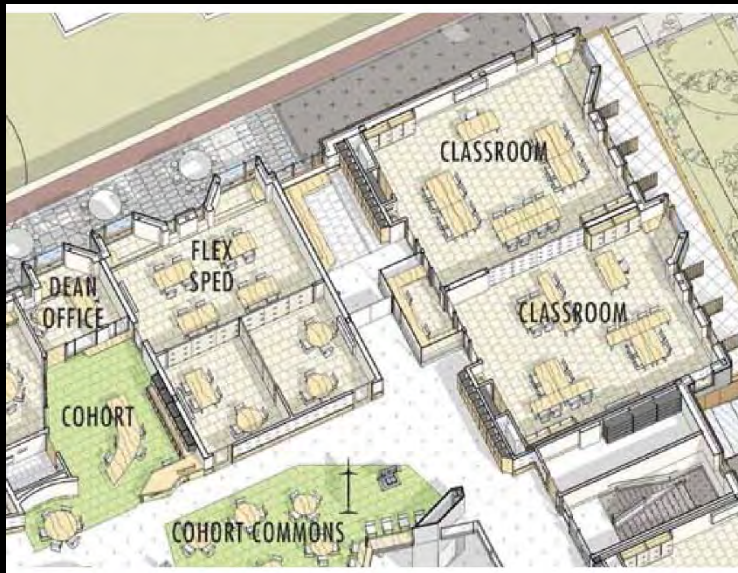 CLASSROOM
FLEX
SPED
DEAN
OFFICE
CLASSROOM
COHORT
COHORT COMMONS